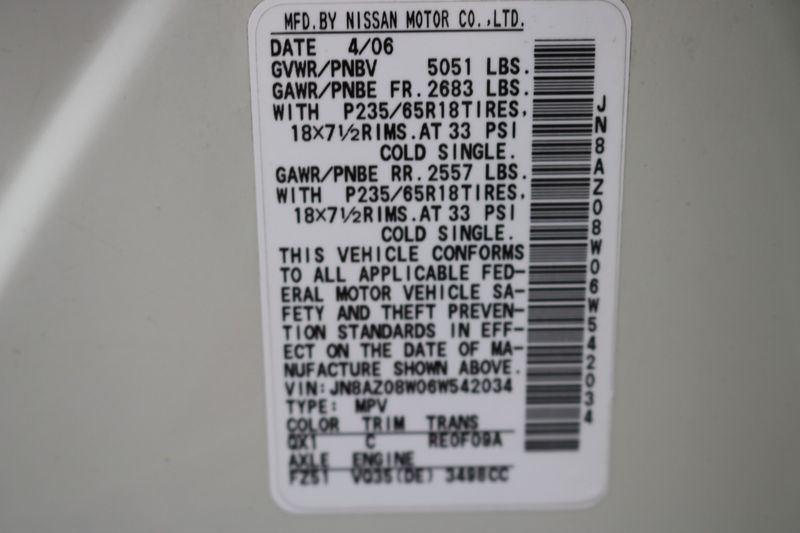 MFD.BY NISSAN MOTOR CO.,LTD.
DATE 4/06
GVWR/PNBV 5051 LBS.
GAWR/PNBE FR. 2683 LBS.
WITH P235/65R18TIRES,
18×7½RIMS.AT 33 PSI
COLD SINGLE.
GAWR/PNBE RR. 2557 LBS.
WITH P235/65R18TIRES,
18×7½RIMS.AT 33 PSI
COLD SINGLE.
THIS VEHICLE CONFORMS
TO ALL APPLICABLE FED-
ERAL MOTOR VEHICLE SA-
FETY AND THEFT PREVEN-
TION STANDARDS IN EFF-
ECT ON THE DATE OF MA-
NUFACTURE SHOWN ABOVE.
VIN: JN8AZ08W06W542034
TYPE: MPV
COLOR TRIM TRANS
QX1 C RE0F09A
AXLE ENGINE
FZ51 VQ35(DE) 3498CC
JN8AZ08W06W542034